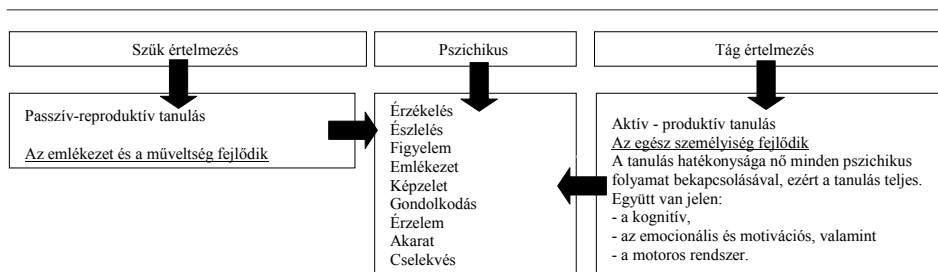 Szűk értelmezés
Passzív-reproduktív tanulás
Az emlékezet és a műveltség fejlődik
Pszichikus
Érzékelés
Észlelés
Figyelem
Emlékezet
Képzelet
Gondolkodás
Érzelem
Akarat
Cselekvés
Tág értelmezés
Aktív - produktív tanulás
Az egész személyiség fejlődik
A tanulás hatékonysága nő minden pszichikus
folyamat bekapcsolásával, ezért a tanulás teljes.
Együtt van jelen:
- a kognitív,
- az emocionális és motivációs, valamint
- a motoros rendszer.